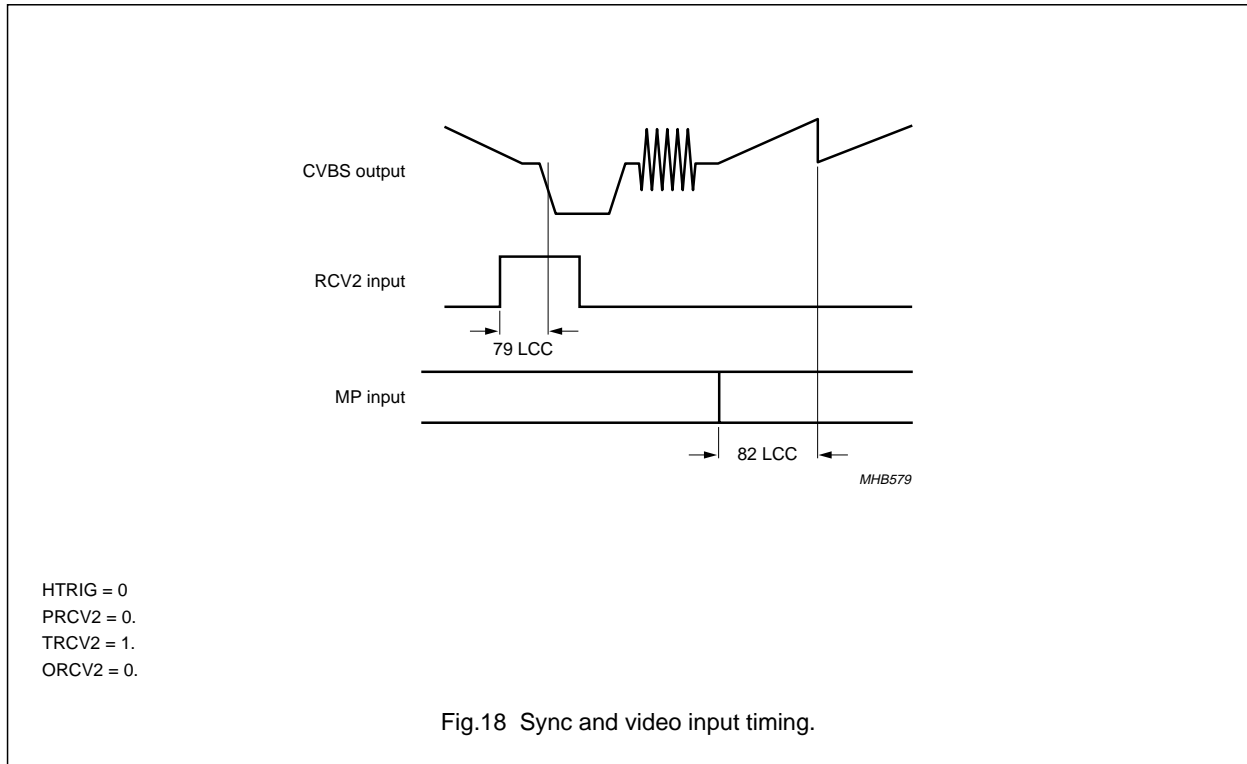 CVBS output
RCV2 input
79 LCC
MP input
82 LCC
MHB579
HTRIG = 0
PRCV2 = 0.
TRCV2 = 1.
ORCV2 = 0.
Fig.18 Sync and video input timing.